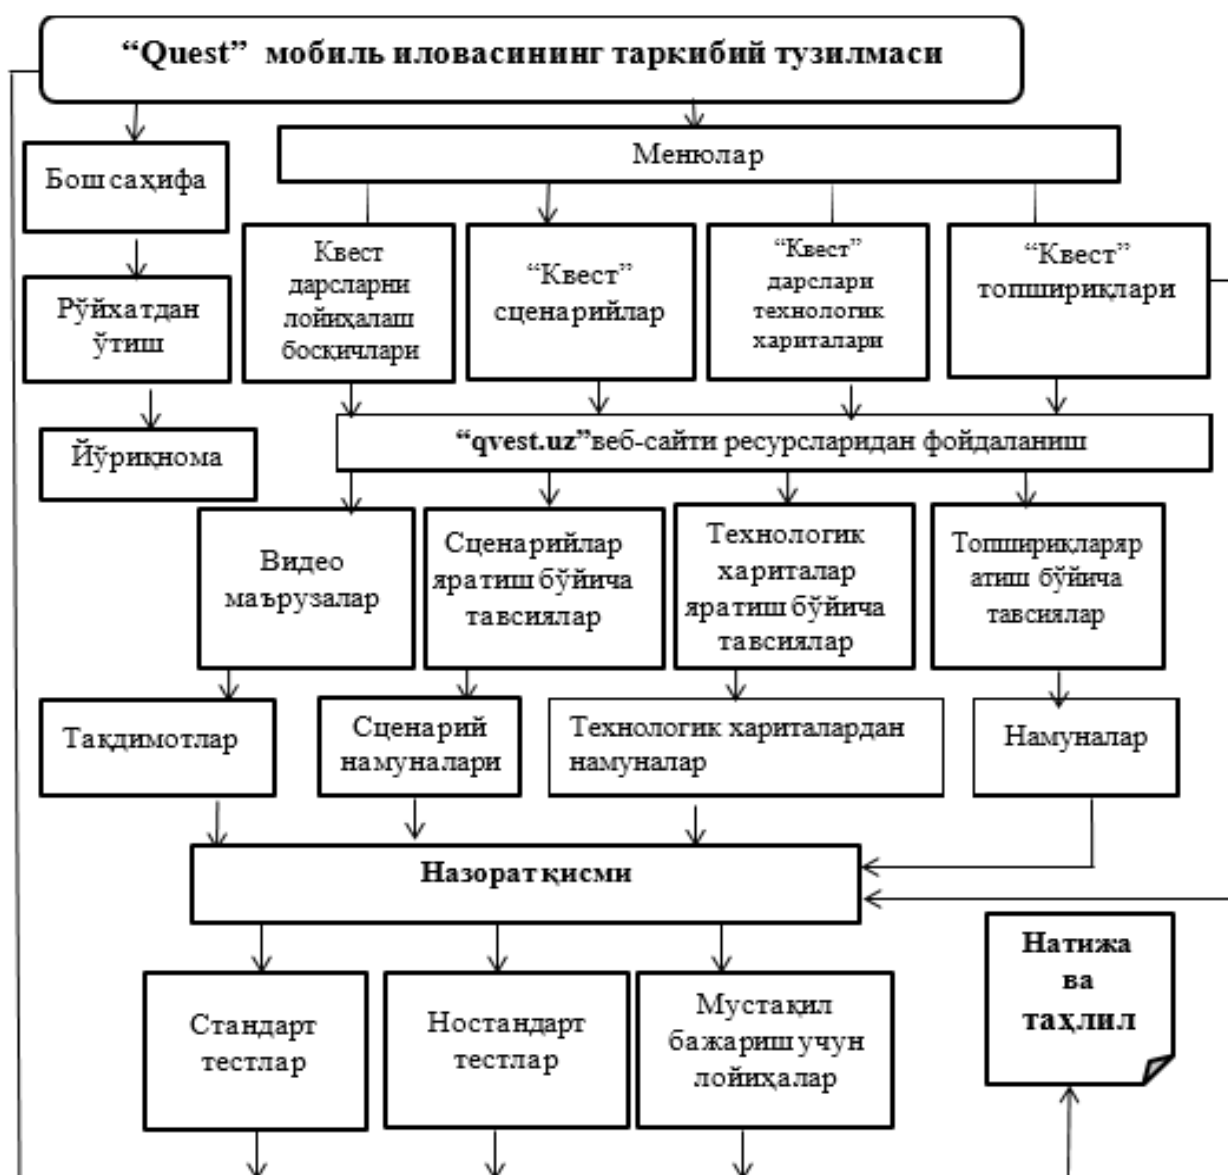 “Quest” мобиль иловасининг таркибий тузилмаси
Менюлар
Бош саҳифа
Квест
дарсларни
лойиҳалаш
босқичлари
“Квест”
сценарийлар
“Квест”
дарслари
технологик
хариталари
“Квест”
топшириқлари
Рўйхатдан
ўтиш
Йўриқнома
“qvest.uz”веб-сайти ресурсларидан фойдаланиш
Видео
маърузалар
Сценарийлар
яратиш бўйича
тавсиялар
Технологик
хариталар
яратиш бўйича
тавсиялар
Топшириқларяр
атиш бўйича
тавсиялар
Тақдимотлар
Сценарий
намуналари
Технологик хариталардан
намуналар
Намуналар
Назорат қисми
Натижа
ва
таҳлил
Стандарт
тестлар
Ностандарт
тестлар
Мустақил
бажариш учун
лойиҳалар